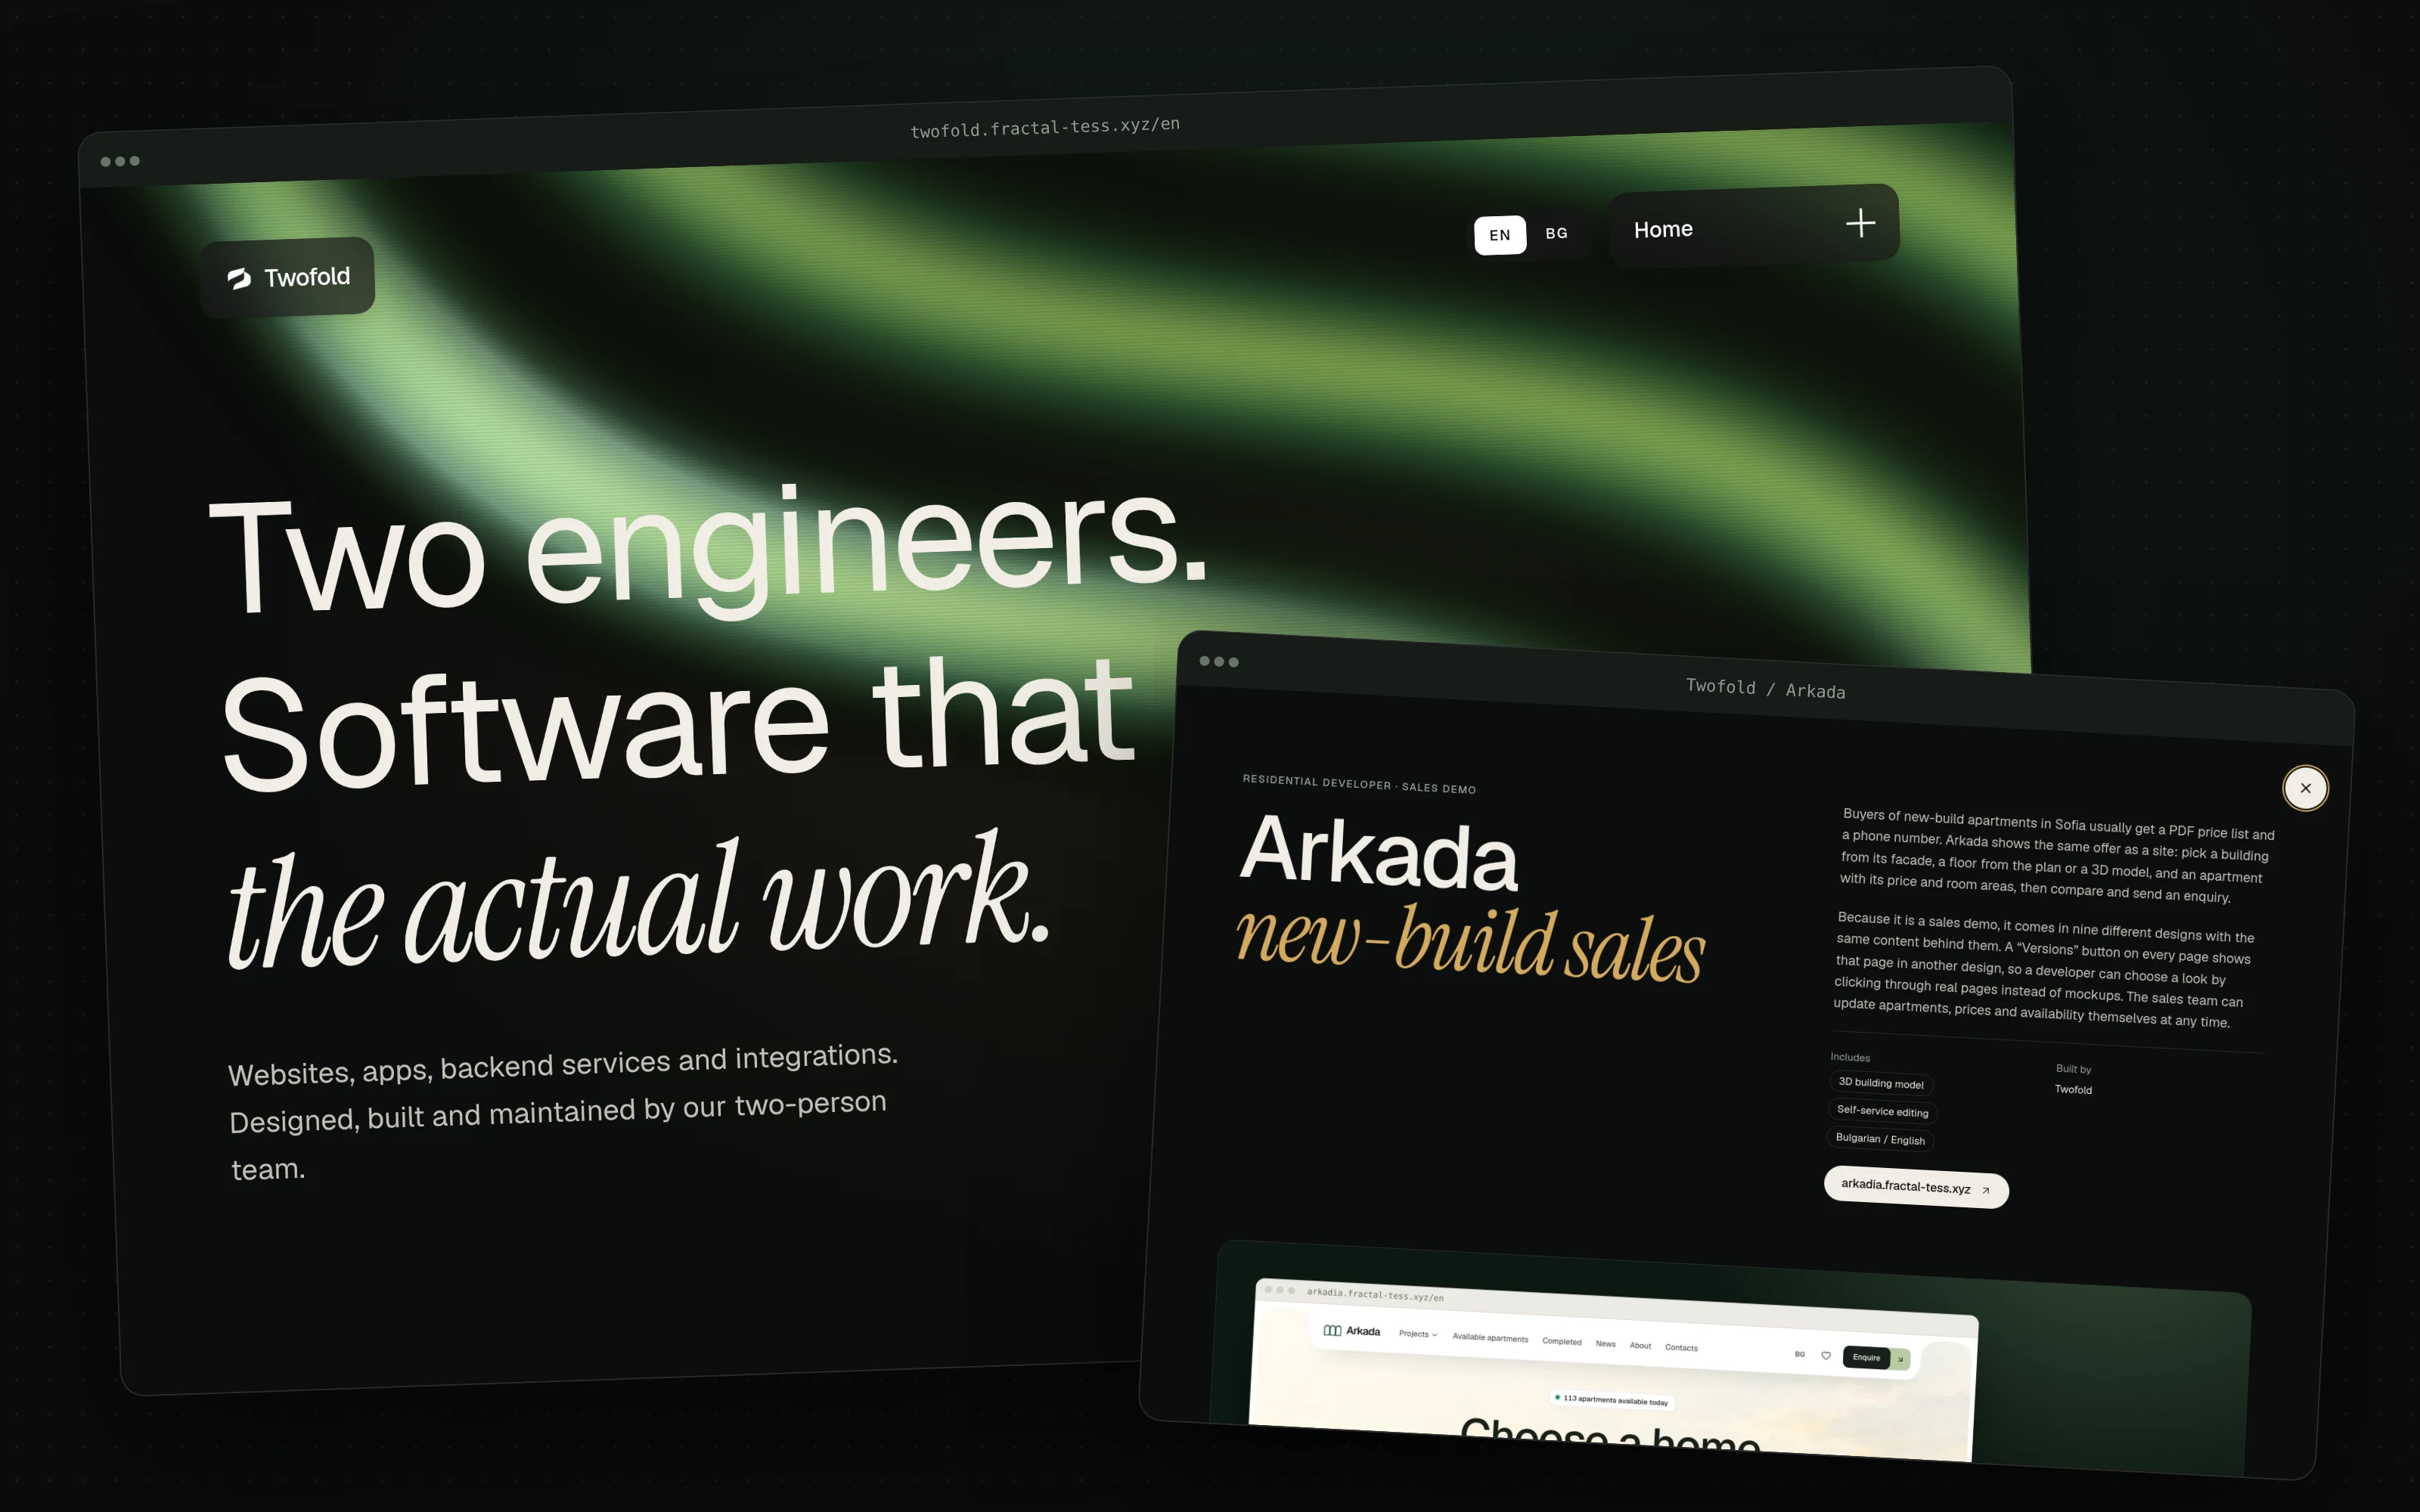 twofold.fractal-tess.xyz/en
Twofold
EN
BG
Home
Two engineers.
Software that
the actual work.
Websites, apps, backend services and integrations.
Designed, built and maintained by our two-person
team.
Twofold / Arkada
RESIDENTIAL DEVELOPER · SALES DEMO
Arkada
new-build sales
Buyers of new-build apartments in Sofia usually get a PDF price list and
a phone number. Arkada shows the same offer as a site: pick a building
from its facade, a floor from the plan or a 3D model, and an apartment
with its price and room areas, then compare and send an enquiry.
Because it is a sales demo, it comes in nine different designs with the
same content behind them. A “Versions” button on every page shows
that page in another design, so a developer can choose a look by
clicking through real pages instead of mockups. The sales team can
update apartments, prices and availability themselves at any time.
Includes
3D building model
Self-service editing
Bulgarian / English
Built by
Twofold
arkadia.fractal-tess.xyz
arkadia.fractal-tess.xyz/en
Arkada
Projects
Available apartments
Completed
News
About
Contacts
BG
Enquire
113 apartments available today
Choose a home